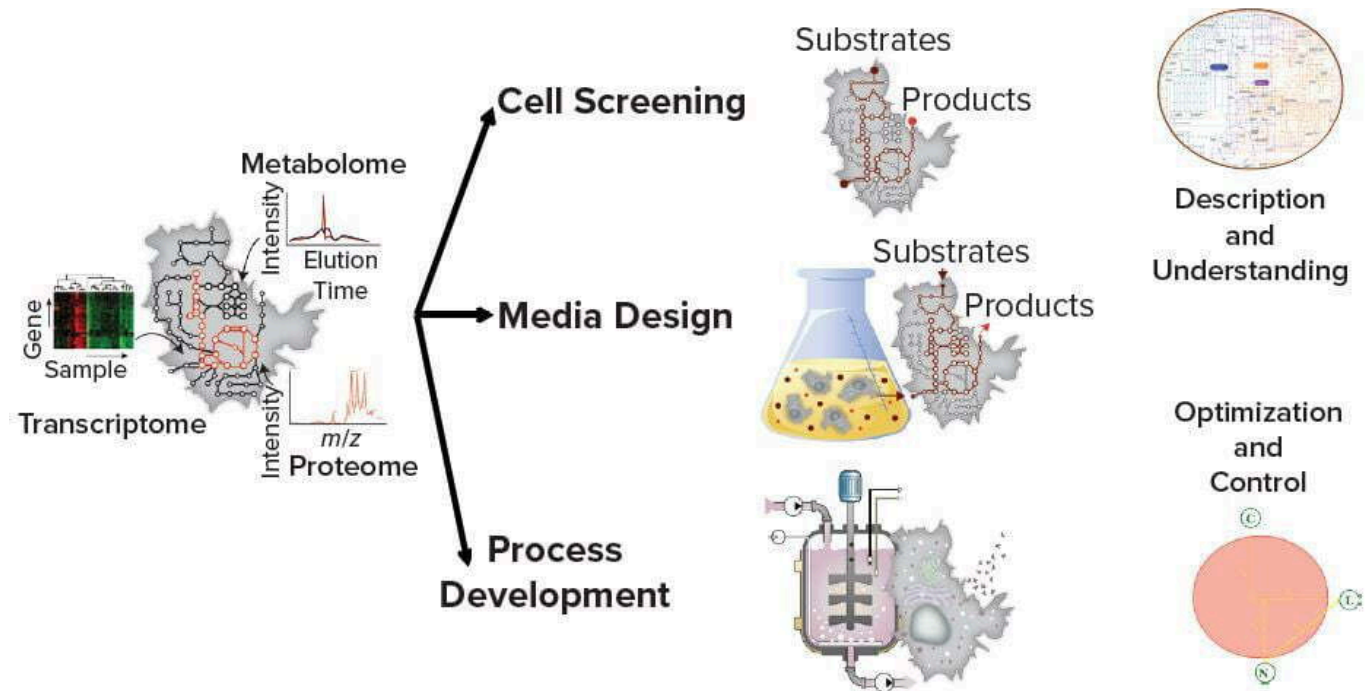 Metabolome
Intensity
Elution
Time
Gene
Sample
Transcriptome
Intensity
m/z
Proteome
Cell Screening
Media Design
Process
Development
Substrates
Products
Substrates
Products
Description
and
Understanding
Optimization
and
Control
C
L
N